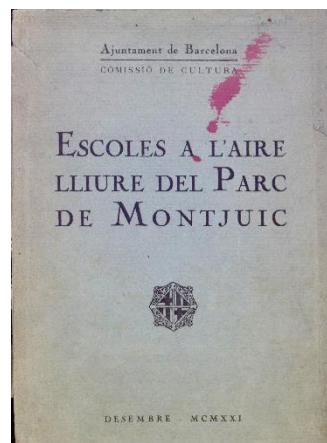 Ajuntament de Barcelona
COMISSIÓ DE CULTURA
ESCOLES A L'AIRE
LLIURE DEL PARC
DE MONTJUIC
DESEMBRE - MCMXXI